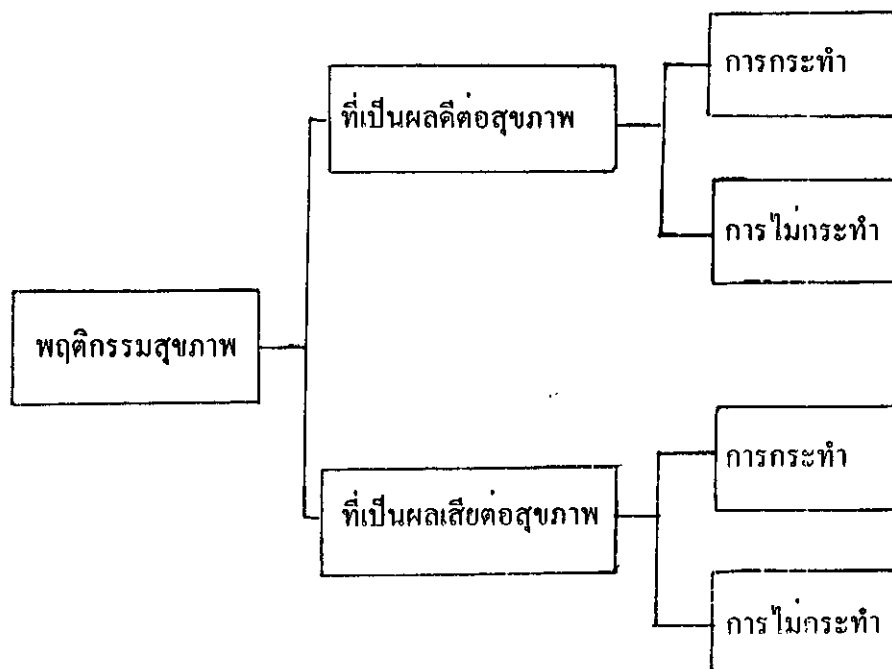 การกระทำ
ที่เป็นผลดีต่อสุขภาพ
การไม่กระทำ
พฤติกรรมสุขภาพ
การกระทำ
ที่เป็นผลเสียต่อสุขภาพ
การไม่กระทำ